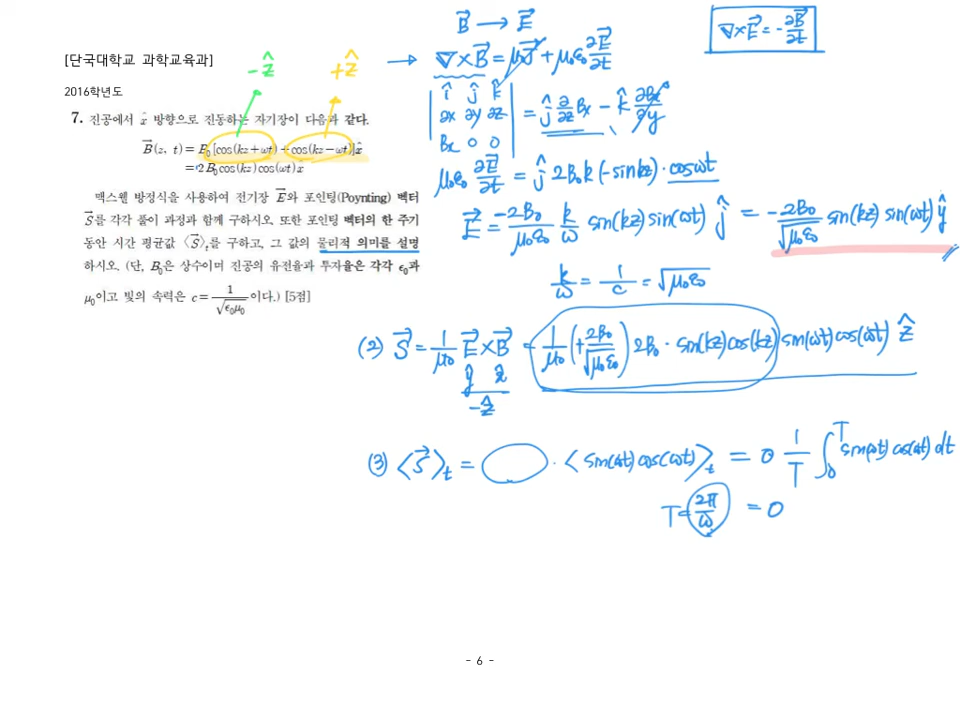 [단국대학교 과학교육과]
2016학년도
-ẑ +ẑ
7. 진공에서 x̂ 방향으로 진동하는 자기장이 다음과 같다.
B⃗(z, t) = B₀[cos(kz+ωt)+cos(kz−ωt)]x̂
= 2B₀cos(kz)cos(ωt)x̂
맥스웰 방정식을 사용하여 전기장 E⃗와 포인팅(Poynting) 벡터
S⃗를 각각 풀이 과정과 함께 구하시오. 또한 포인팅 벡터의 한 주기
동안 시간 평균값 ⟨S⃗⟩t를 구하고, 그 값의 물리적 의미를 설명
하시오. (단, B₀은 상수이며 진공의 유전율과 투자율은 각각 ε₀과
μ₀이고 빛의 속력은 c = 1/√(ε₀μ₀) 이다.) [5점]
B⃗ → E⃗
∇×E⃗ = -∂B⃗/∂t
→ ∇×B⃗ = μJ⃗ + μ₀ε₀ ∂E⃗/∂t
| î ĵ k̂ |
| ∂x ∂y ∂z | = ĵ ∂/∂z Bx - k̂ ∂Bx/∂y 0
| Bx 0 0 |
μ₀ε₀ ∂E⃗/∂t = ĵ 2B₀k(-sinkz)·cosωt
E⃗ = -2B₀/μ₀ε₀ k/ω sin(kz)sin(ωt) ĵ = -2B₀/√μ₀ε₀ sin(kz) sin(ωt) ŷ
k/ω = 1/c = √μ₀ε₀
(2) S⃗ = 1/μ₀ E⃗×B⃗ = 1/μ₀ (+2B₀/√μ₀ε₀) 2B₀ · sin(kz)cos(kz) sin(ωt)cos(ωt) ẑ
ŷ x̂
-ẑ
(3) ⟨S⃗⟩t = · ⟨sin(ωt)cos(ωt)⟩t = 0 1/T ∫₀ᵀ sin(ωt)cos(ωt)dt
T = 2π/ω = 0
- 6 -